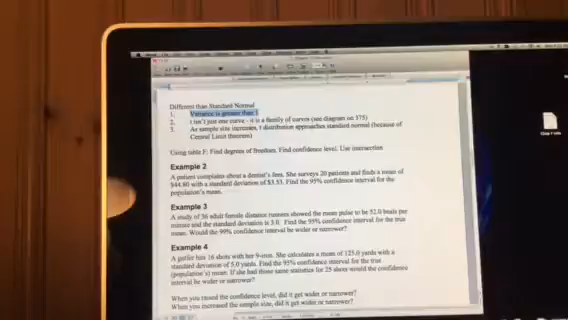 Different than Standard Normal
1. Variance is greater than 1
2. t isn't just one curve - it is a family of curves (see diagram on 375)
3. As sample size increases, t distribution approaches standard normal (because of
Central Limit theorem)
Using table F: Find degrees of freedom. Find confidence level. Use intersection
Example 2
A patient complains about a dentist's fees. She surveys 20 patients and finds a mean of
$44.80 with a standard deviation of $3.53. Find the 95% confidence interval for the
population's mean.
Example 3
A study of 36 adult female distance runners showed the mean pulse to be 52.0 beats per
minute and the standard deviation is 3.0. Find the 95% confidence interval for the true
mean. Would the 99% confidence interval be wider or narrower?
Example 4
A golfer hits 16 shots with her 9-iron. She calculates a mean of 125.0 yards with a
standard deviation of 5.0 yards. Find the 95% confidence interval for the true
(population's) mean. If she had those same statistics for 25 shots would the confidence
interval be wider or narrower?
When you raised the confidence level, did it get wider or narrower?
When you increased the sample size, did it get wider or narrower?